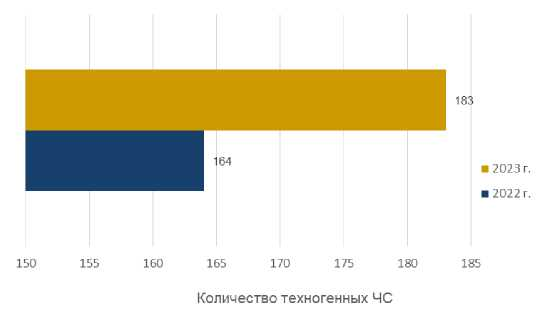 183
164
2023 г.
2022 г.
150 155 160 165 170 175 180 185
Количество техногенных ЧС